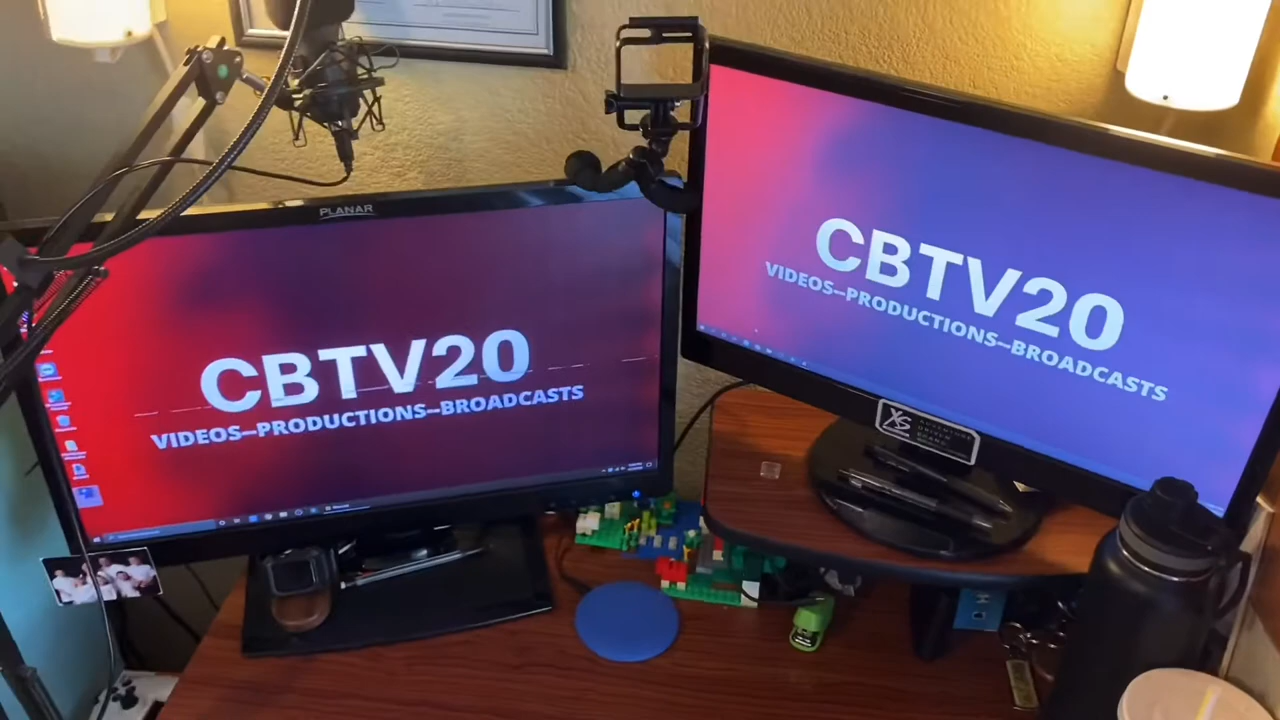 PLANAR
CBTV20
VIDEOS—PRODUCTIONS—BROADCASTS
CBTV20
VIDEOS—PRODUCTIONS—BROADCASTS
XS